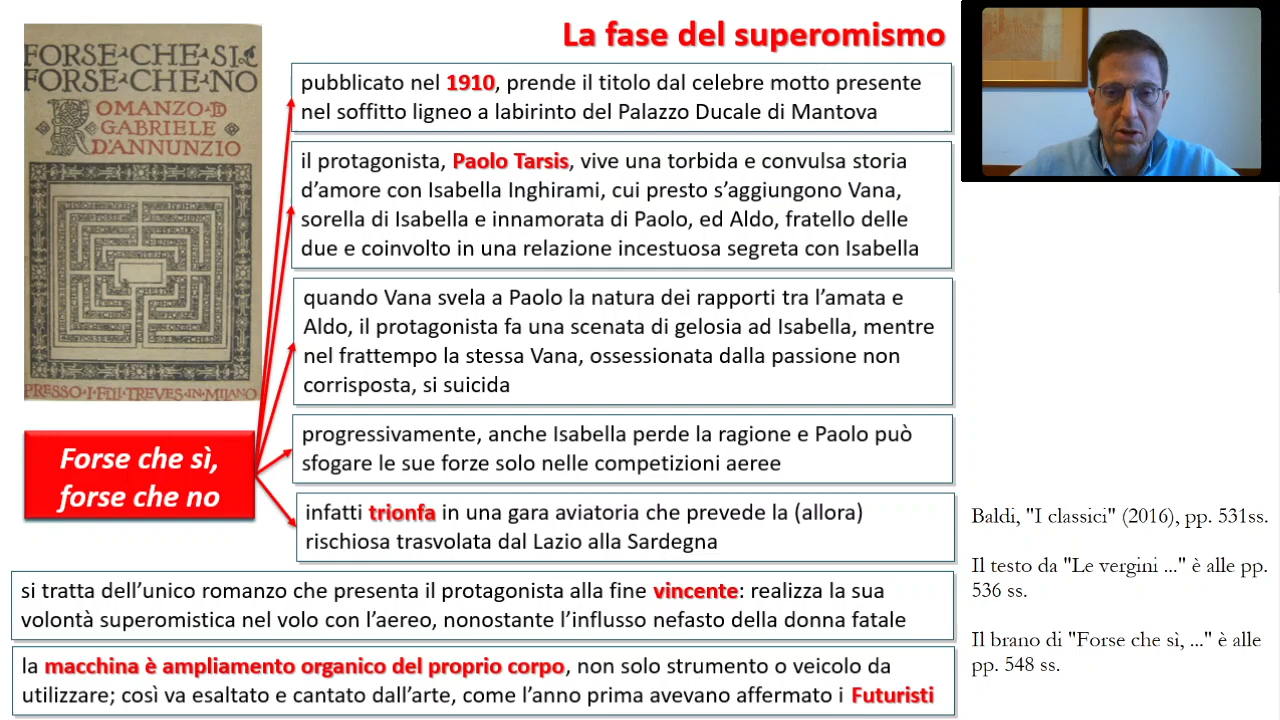 La fase del superomismo
FORSE·CHE·SI·
FORSE·CHE·NO
ROMANZO·DI
GABRIELE
D'ANNUNZIO
PRESSO·I·FILI·TREVES·IN·MILANO
pubblicato nel 1910, prende il titolo dal celebre motto presente
nel soffitto ligneo a labirinto del Palazzo Ducale di Mantova
il protagonista, Paolo Tarsis, vive una torbida e convulsa storia
d’amore con Isabella Inghirami, cui presto s’aggiungono Vana,
sorella di Isabella e innamorata di Paolo, ed Aldo, fratello delle
due e coinvolto in una relazione incestuosa segreta con Isabella
quando Vana svela a Paolo la natura dei rapporti tra l’amata e
Aldo, il protagonista fa una scenata di gelosia ad Isabella, mentre
nel frattempo la stessa Vana, ossessionata dalla passione non
corrisposta, si suicida
Forse che sì,
forse che no
progressivamente, anche Isabella perde la ragione e Paolo può
sfogare le sue forze solo nelle competizioni aeree
infatti trionfa in una gara aviatoria che prevede la (allora)
rischiosa trasvolata dal Lazio alla Sardegna
si tratta dell’unico romanzo che presenta il protagonista alla fine vincente: realizza la sua
volontà superomistica nel volo con l’aereo, nonostante l’influsso nefasto della donna fatale
la macchina è ampliamento organico del proprio corpo, non solo strumento o veicolo da
utilizzare; così va esaltato e cantato dall’arte, come l’anno prima avevano affermato i Futuristi
Baldi, "I classici" (2016), pp. 531ss.
Il testo da "Le vergini ..." è alle pp.
536 ss.
Il brano di "Forse che sì, ..." è alle
pp. 548 ss.